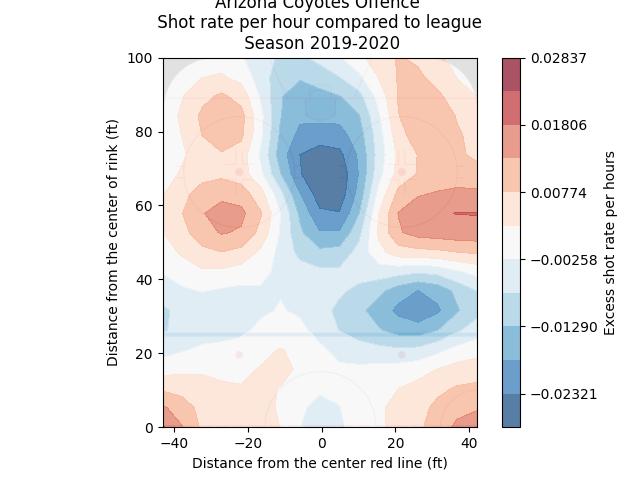 Arizona Coyotes Offence
Shot rate per hour compared to league
Season 2019-2020
100
80
60
40
20
0
Distance from the center of rink (ft)
−40
−20
0
20
40
Distance from the center red line (ft)
0.02837
0.01806
0.00774
−0.00258
−0.01290
−0.02321
Excess shot rate per hours